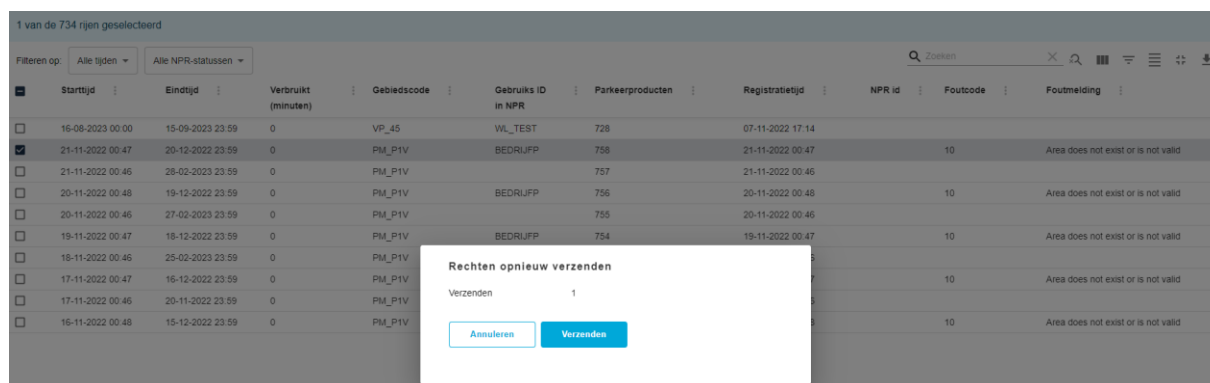 1 van de 734 rijen geselecteerd
Filteren op: Alle tijden Alle NPR-statussen Zoeken
Starttijd Eindtijd Verbruikt (minuten) Gebiedscode Gebruiks ID in NPR Parkeerproducten Registratietijd NPR id Foutcode Foutmelding
16-08-2023 00:00 15-09-2023 23:59 0 VP_45 WL_TEST 728 07-11-2022 17:14
21-11-2022 00:47 20-12-2022 23:59 0 PM_P1V BEDRIJFP 758 21-11-2022 00:47 10 Area does not exist or is not valid
21-11-2022 00:46 28-02-2023 23:59 0 PM_P1V 757 21-11-2022 00:46
20-11-2022 00:48 19-12-2022 23:59 0 PM_P1V BEDRIJFP 756 20-11-2022 00:48 10 Area does not exist or is not valid
20-11-2022 00:46 27-02-2023 23:59 0 PM_P1V 755 20-11-2022 00:46
19-11-2022 00:47 18-12-2022 23:59 0 PM_P1V BEDRIJFP 754 19-11-2022 00:47 10 Area does not exist or is not valid
18-11-2022 00:46 25-02-2023 23:59 0 PM_P1V
17-11-2022 00:47 16-12-2022 23:59 0 PM_P1V 10 Area does not exist or is not valid
17-11-2022 00:46 20-11-2022 23:59 0 PM_P1V
16-11-2022 00:48 15-12-2022 23:59 0 PM_P1V 10 Area does not exist or is not valid
Rechten opnieuw verzenden
Verzenden 1
Annuleren Verzenden